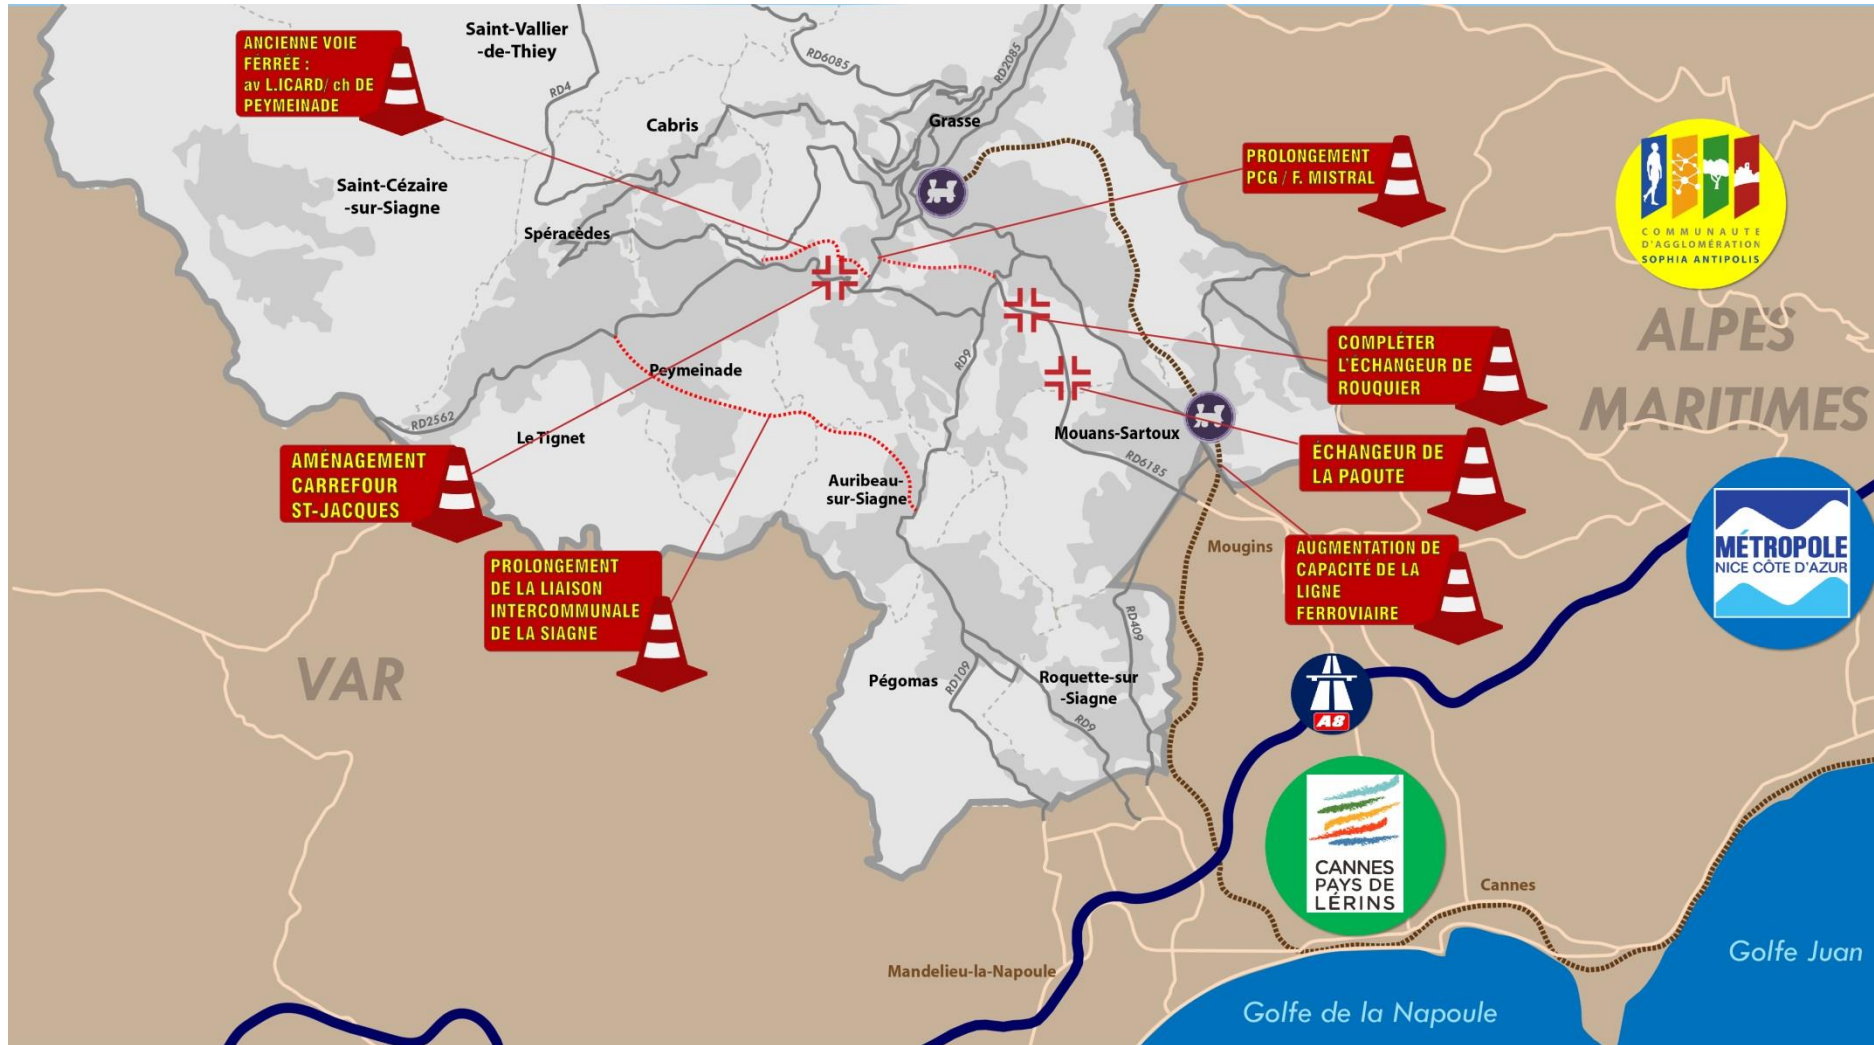 Saint-Vallier
-de-Thiey
ANCIENNE VOIE
FÉRRÉE :
av L.ICARD/ ch DE
PEYMEINADE
RD6085
RD2085
RD4
Cabris
Grasse
PROLONGEMENT
PCG / F. MISTRAL
Saint-Cézaire
-sur-Siagne
Spéracèdes
COMMUNAUTE
D'AGGLOMÉRATION
SOPHIA ANTIPOLIS
ALPES
MARITIMES
COMPLÉTER
L'ÉCHANGEUR DE
ROUQUIER
Peymeinade
RD9
RD2562
Le Tignet
Mouans-Sartoux
RD6185
ÉCHANGEUR DE
LA PAOUTE
AMÉNAGEMENT
CARREFOUR
ST-JACQUES
Auribeau-
sur-Siagne
Mougins
AUGMENTATION DE
CAPACITÉ DE LA
LIGNE
FERROVIAIRE
MÉTROPOLE
NICE CÔTE D'AZUR
PROLONGEMENT
DE LA LIAISON
INTERCOMMUNALE
DE LA SIAGNE
RD409
VAR
Pégomas
RD109
Roquette-sur
-Siagne
RD9
A8
CANNES
PAYS DE
LÉRINS
Cannes
Mandelieu-la-Napoule
Golfe Juan
Golfe de la Napoule